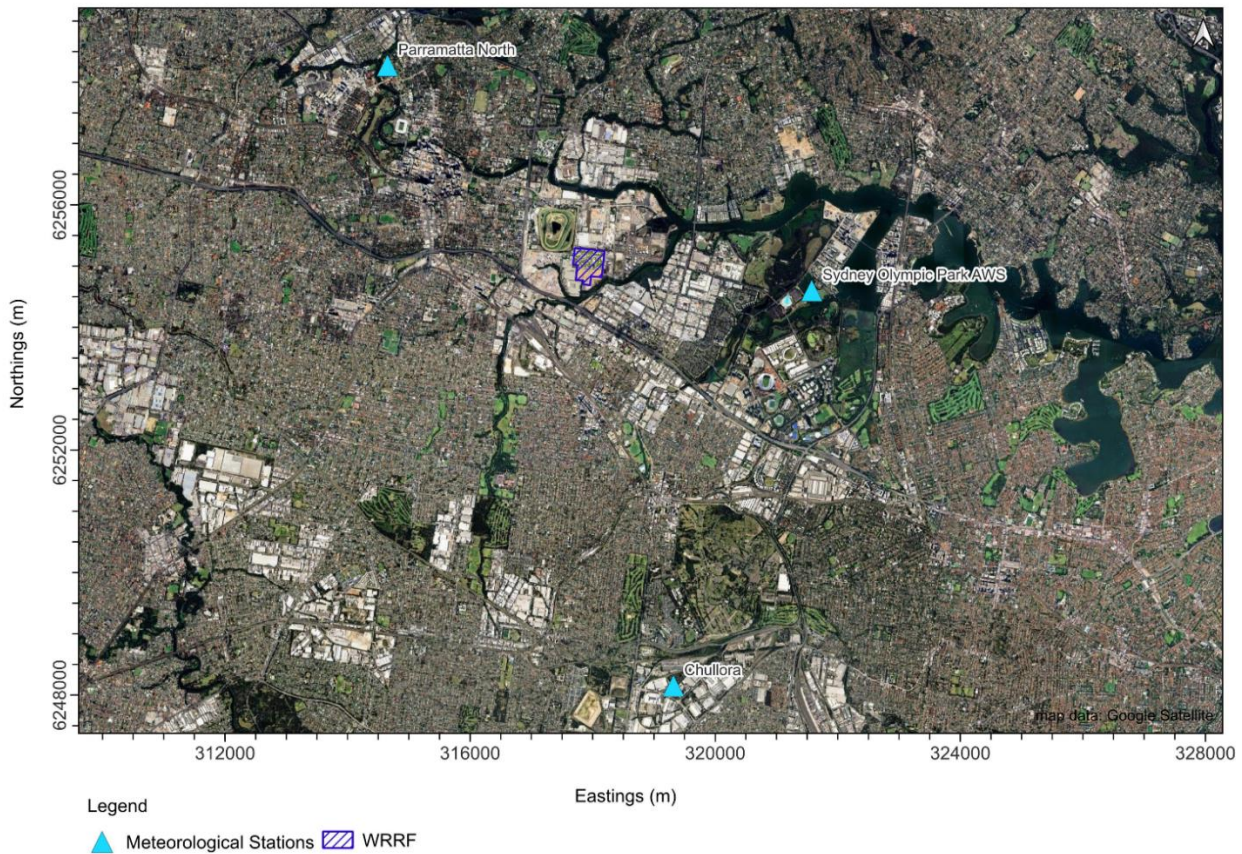 Parramatta North
Sydney Olympic Park AWS
Chullora
map data: Google Satellite
Northings (m)
6256000
6252000
6248000
312000
316000
320000
324000
328000
Eastings (m)
Legend
Meteorological Stations
WRRF